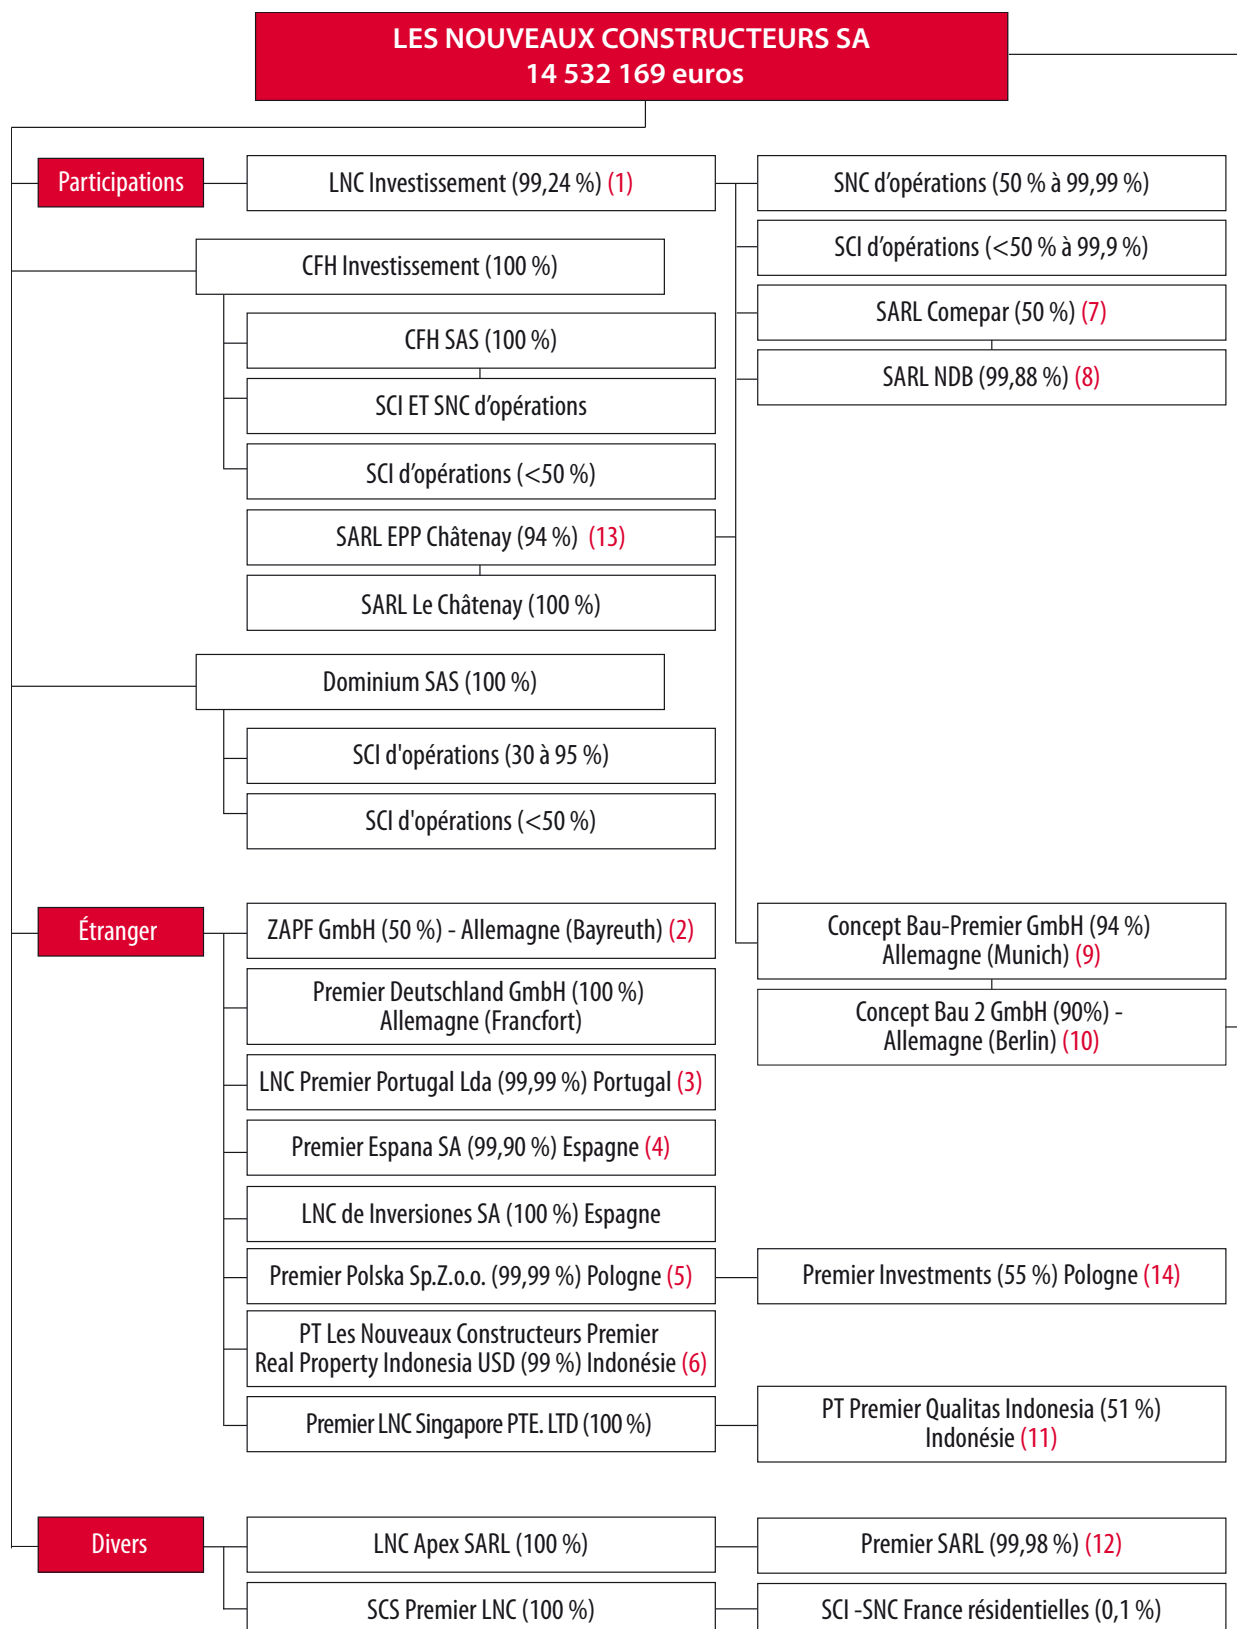 LES NOUVEAUX CONSTRUCTEURS SA
14 532 169 euros
Participations
LNC Investissement (99,24 %) (1)
SNC d'opérations (50 % à 99,99 %)
SCI d'opérations (<50 % à 99,9 %)
CFH Investissement (100 %)
SARL Comepar (50 %) (7)
CFH SAS (100 %)
SARL NDB (99,88 %) (8)
SCI ET SNC d'opérations
SCI d'opérations (<50 %)
SARL EPP Châtenay (94 %) (13)
SARL Le Châtenay (100 %)
Dominium SAS (100 %)
SCI d'opérations (30 à 95 %)
SCI d'opérations (<50 %)
Étranger
ZAPF GmbH (50 %) - Allemagne (Bayreuth) (2)
Concept Bau-Premier GmbH (94 %)
Allemagne (Munich) (9)
Premier Deutschland GmbH (100 %)
Allemagne (Francfort)
Concept Bau 2 GmbH (90%) -
Allemagne (Berlin) (10)
LNC Premier Portugal Lda (99,99 %) Portugal (3)
Premier Espana SA (99,90 %) Espagne (4)
LNC de Inversiones SA (100 %) Espagne
Premier Polska Sp.Z.o.o. (99,99 %) Pologne (5)
Premier Investments (55 %) Pologne (14)
PT Les Nouveaux Constructeurs Premier
Real Property Indonesia USD (99 %) Indonésie (6)
Premier LNC Singapore PTE. LTD (100 %)
PT Premier Qualitas Indonesia (51 %)
Indonésie (11)
Divers
LNC Apex SARL (100 %)
Premier SARL (99,98 %) (12)
SCS Premier LNC (100 %)
SCI -SNC France résidentielles (0,1 %)